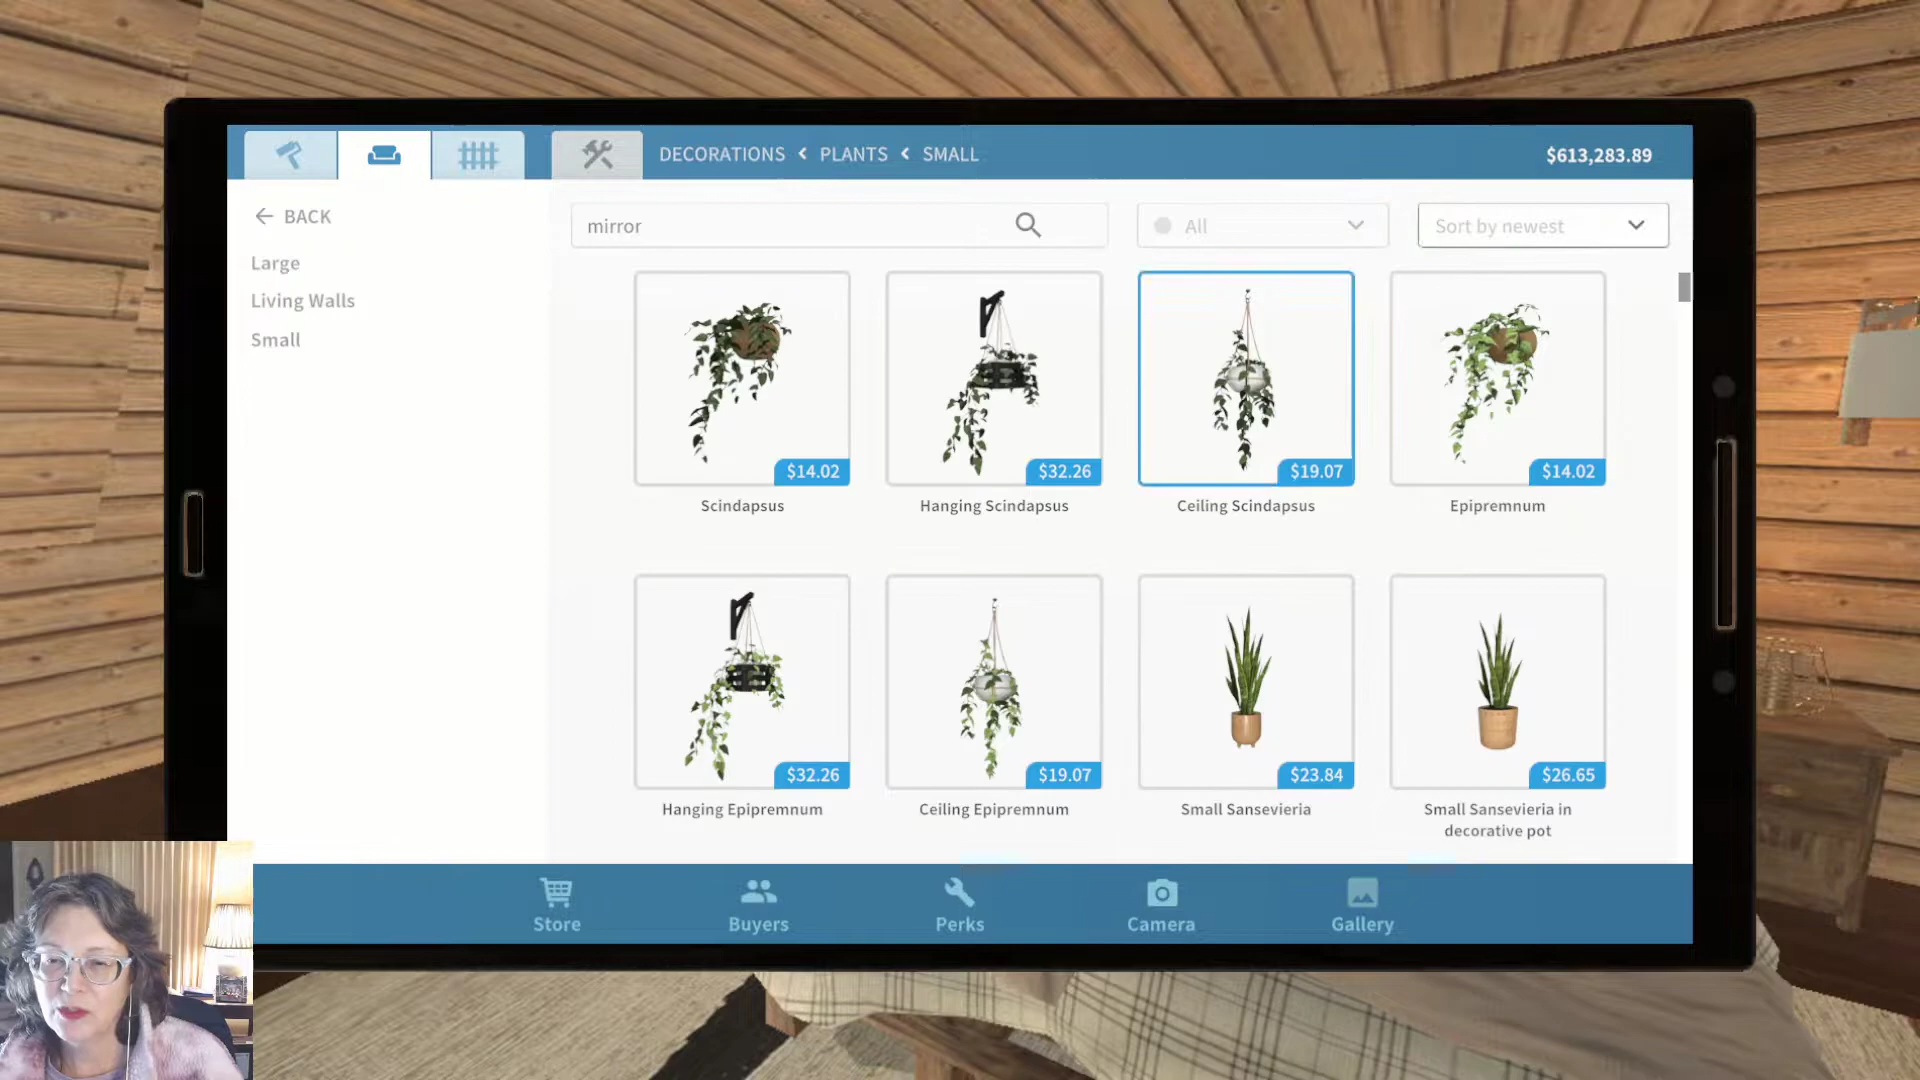 DECORATIONS < PLANTS < SMALL
$613,283.89
BACK
Large
Living Walls
Small
mirror
All
Sort by newest
$14.02
$32.26
$19.07
$14.02
Scindapsus
Hanging Scindapsus
Ceiling Scindapsus
Epipremnum
$32.26
$19.07
$23.84
$26.65
Hanging Epipremnum
Ceiling Epipremnum
Small Sansevieria
Small Sansevieria in
decorative pot
Store
Buyers
Perks
Camera
Gallery